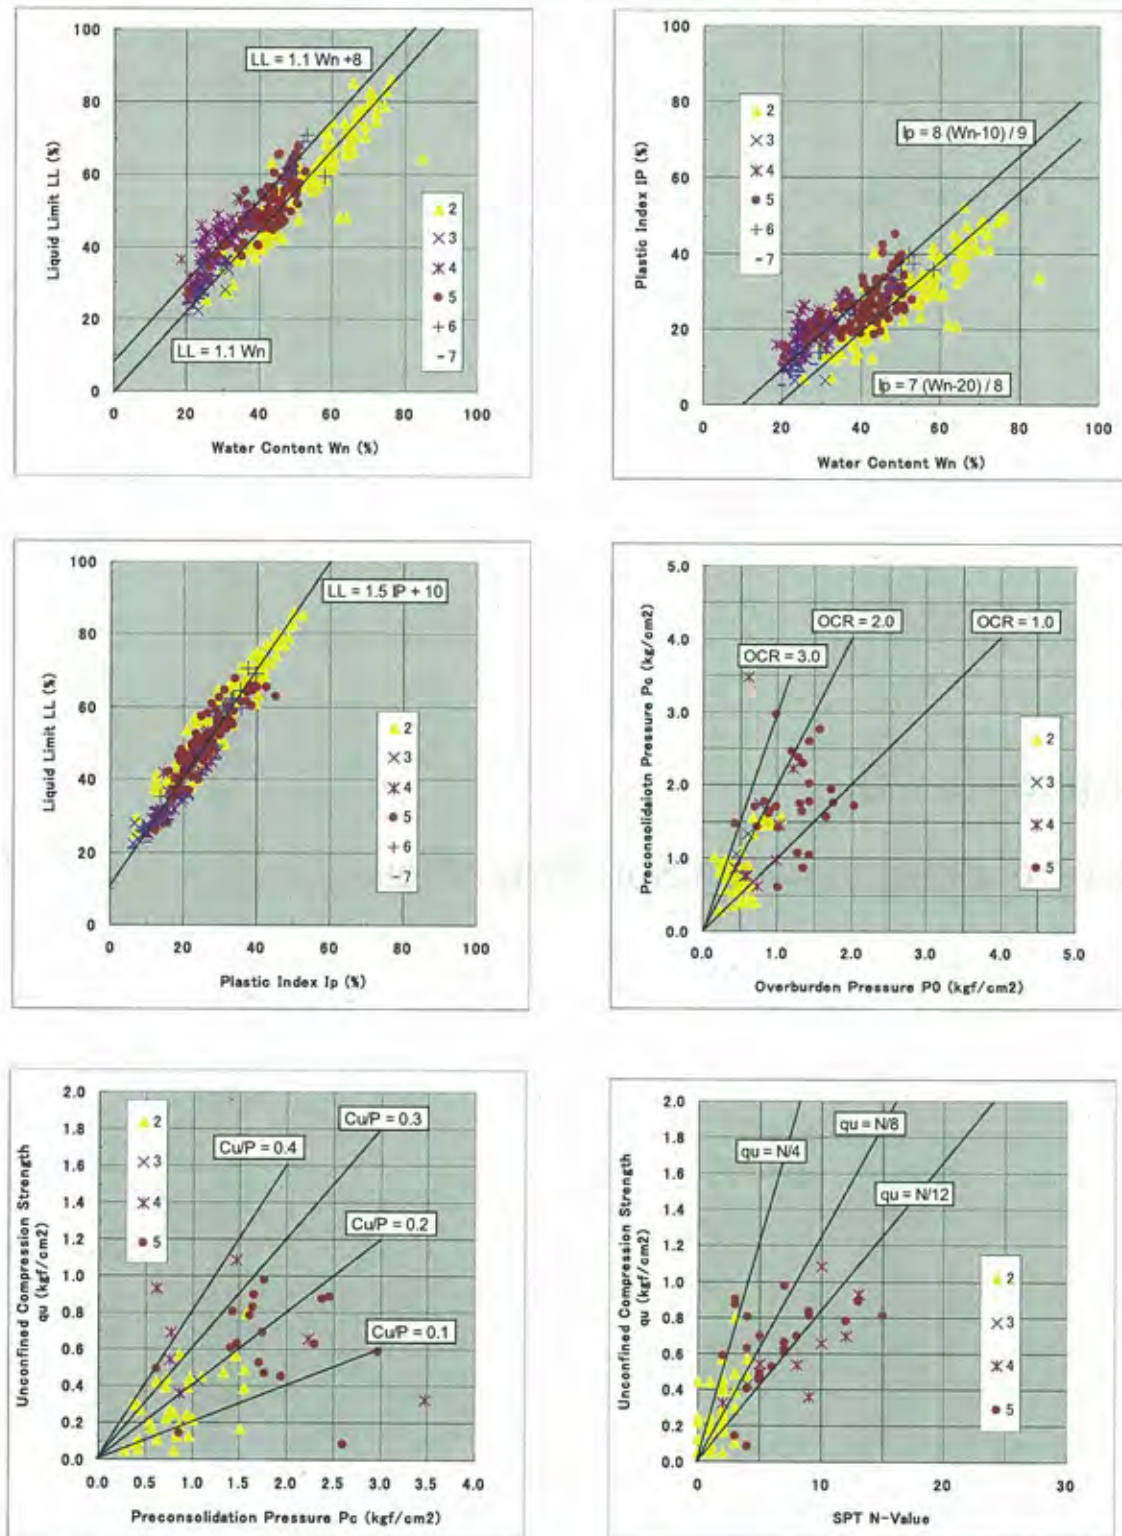 100
80
60
40
20
0
Liquid Limit LL (%)
LL = 1.1 Wn +8
LL = 1.1 Wn
2
3
4
5
6
7
0 20 40 60 80 100
Water Content Wn (%)
100
80
60
40
20
0
Plastic Index IP (%)
2
3
4
5
6
7
Ip = 8 (Wn-10) / 9
Ip = 7 (Wn-20) / 8
0 20 40 60 80 100
Water Content Wn (%)
100
80
60
40
20
0
Liquid Limit LL (%)
LL = 1.5 IP + 10
2
3
4
5
6
7
0 20 40 60 80 100
Plastic Index Ip (%)
5.0
4.0
3.0
2.0
1.0
0.0
Preconsolidaiotn Pressure Pc (kg/cm2)
OCR = 3.0
OCR = 2.0
OCR = 1.0
2
3
4
5
0.0 1.0 2.0 3.0 4.0 5.0
Overburden Pressure P0 (kgf/cm2)
2.0
1.8
1.6
1.4
1.2
1.0
0.8
0.6
0.4
0.2
0.0
Unconfined Compression Strength
qu (kgf/cm2)
2
3
4
5
Cu/P = 0.4
Cu/P = 0.3
Cu/P = 0.2
Cu/P = 0.1
0.0 0.5 1.0 1.5 2.0 2.5 3.0 3.5 4.0
Preconsolidation Pressure Pc (kgf/cm2)
2.0
1.8
1.6
1.4
1.2
1.0
0.8
0.6
0.4
0.2
0.0
Unconfined Compression Strength
qu (kgf/cm2)
qu = N/4
qu = N/8
qu = N/12
2
3
4
5
0 10 20 30
SPT N-Value